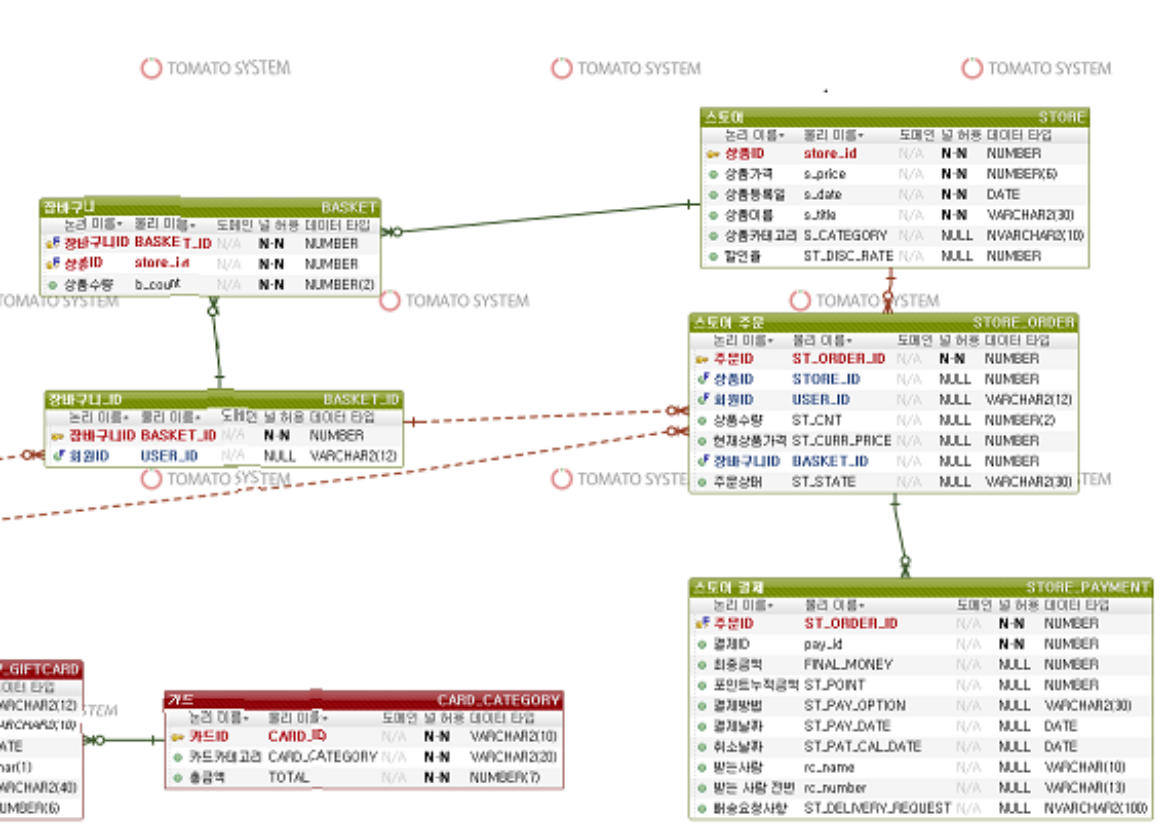 TOMATO SYSTEM TOMATO SYSTEM TOMATO SYSTEM
스토어 STORE
논리 이름 물리 이름 도메인 널 허용 데이터 타입
상품ID store_id N/A N-N NUMBER
상품가격 s_price N/A N-N NUMBER(6)
상품등록일 s_date N/A N-N DATE
상품이름 s_title N/A N-N VARCHAR2(30)
상품카테고리 S_CATEGORY N/A NULL NVARCHAR2(10)
할인율 ST_DISC_RATE N/A NULL NUMBER
장바구니 BASKET
논리 이름 물리 이름 도메인 널 허용 데이터 타입
장바구니ID BASKET_ID N/A N-N NUMBER
상품ID store_id N/A N-N NUMBER
상품수량 b_count N/A N-N NUMBER(2)
TOMATO SYSTEM TOMATO SYSTEM TOMATO SYSTEM
스토어 주문 STORE_ORDER
논리 이름 물리 이름 도메인 널 허용 데이터 타입
주문ID ST_ORDER_ID N/A N-N NUMBER
상품ID STORE_ID N/A NULL NUMBER
회원ID USER_ID N/A NULL VARCHAR2(12)
상품수량 ST_CNT N/A NULL NUMBER(2)
현재상품가격 ST_CURR_PRICE N/A NULL NUMBER
장바구니ID BASKET_ID N/A NULL NUMBER
주문상태 ST_STATE N/A NULL VARCHAR2(30)
장바구니_ID BASKET_ID
논리 이름 물리 이름 도메인 널 허용 데이터 타입
장바구니ID BASKET_ID N/A N-N NUMBER
회원ID USER_ID N/A NULL VARCHAR2(12)
TOMATO SYSTEM TOMATO SYSTE TEM
스토어 결제 STORE_PAYMENT
논리 이름 물리 이름 도메인 널 허용 데이터 타입
주문ID ST_ORDER_ID N/A N-N NUMBER
결제ID pay_id N/A N-N NUMBER
최종금액 FINAL_MONEY N/A NULL NUMBER
포인트누적금액 ST_POINT N/A NULL NUMBER
결제방법 ST_PAY_OPTION N/A NULL VARCHAR2(30)
결제날짜 ST_PAY_DATE N/A NULL DATE
취소날짜 ST_PAT_CAL_DATE N/A NULL DATE
받는사람 rc_name N/A NULL VARCHAR(10)
받는 사람 전번 rc_number N/A NULL VARCHAR(13)
배송요청사항 ST_DELIVERY_REQUEST N/A NULL NVARCHAR2(100)
_GIFTCARD
타입
ARCHAR2(12)
ARCHAR2(10)
ATE
har(1)
ARCHAR2(40)
UMBER(6)
STEM
카드 CARD_CATEGORY
논리 이름 물리 이름 도메인 널 허용 데이터 타입
카드ID CARD_ID N/A N-N VARCHAR2(10)
카드카테고리 CARD_CATEGORY N/A N-N VARCHAR2(20)
총금액 TOTAL N/A N-N NUMBER(7)